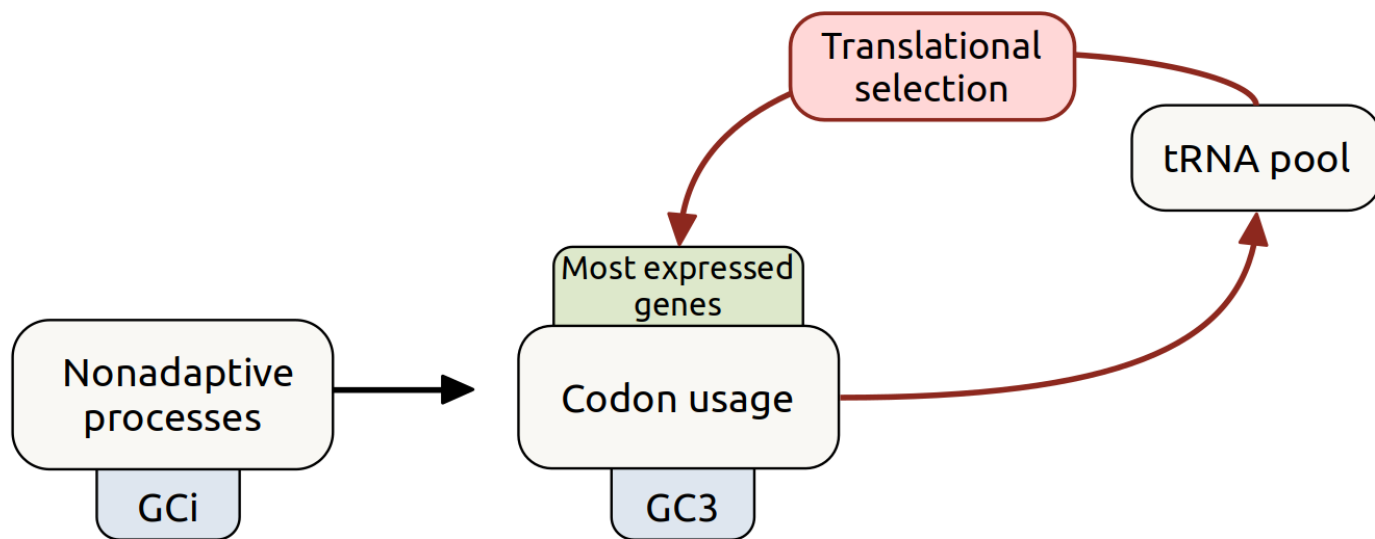 Translational
selection
tRNA pool
Most expressed
genes
Nonadaptive
processes
Codon usage
GCi
GC3